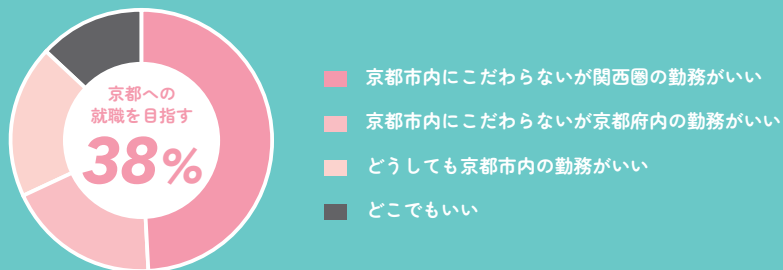 京都への
就職を目指す
38%
京都市内にこだわらないが関西圏の勤務がいい
京都市内にこだわらないが京都府内の勤務がいい
どうしても京都市内の勤務がいい
どこでもいい